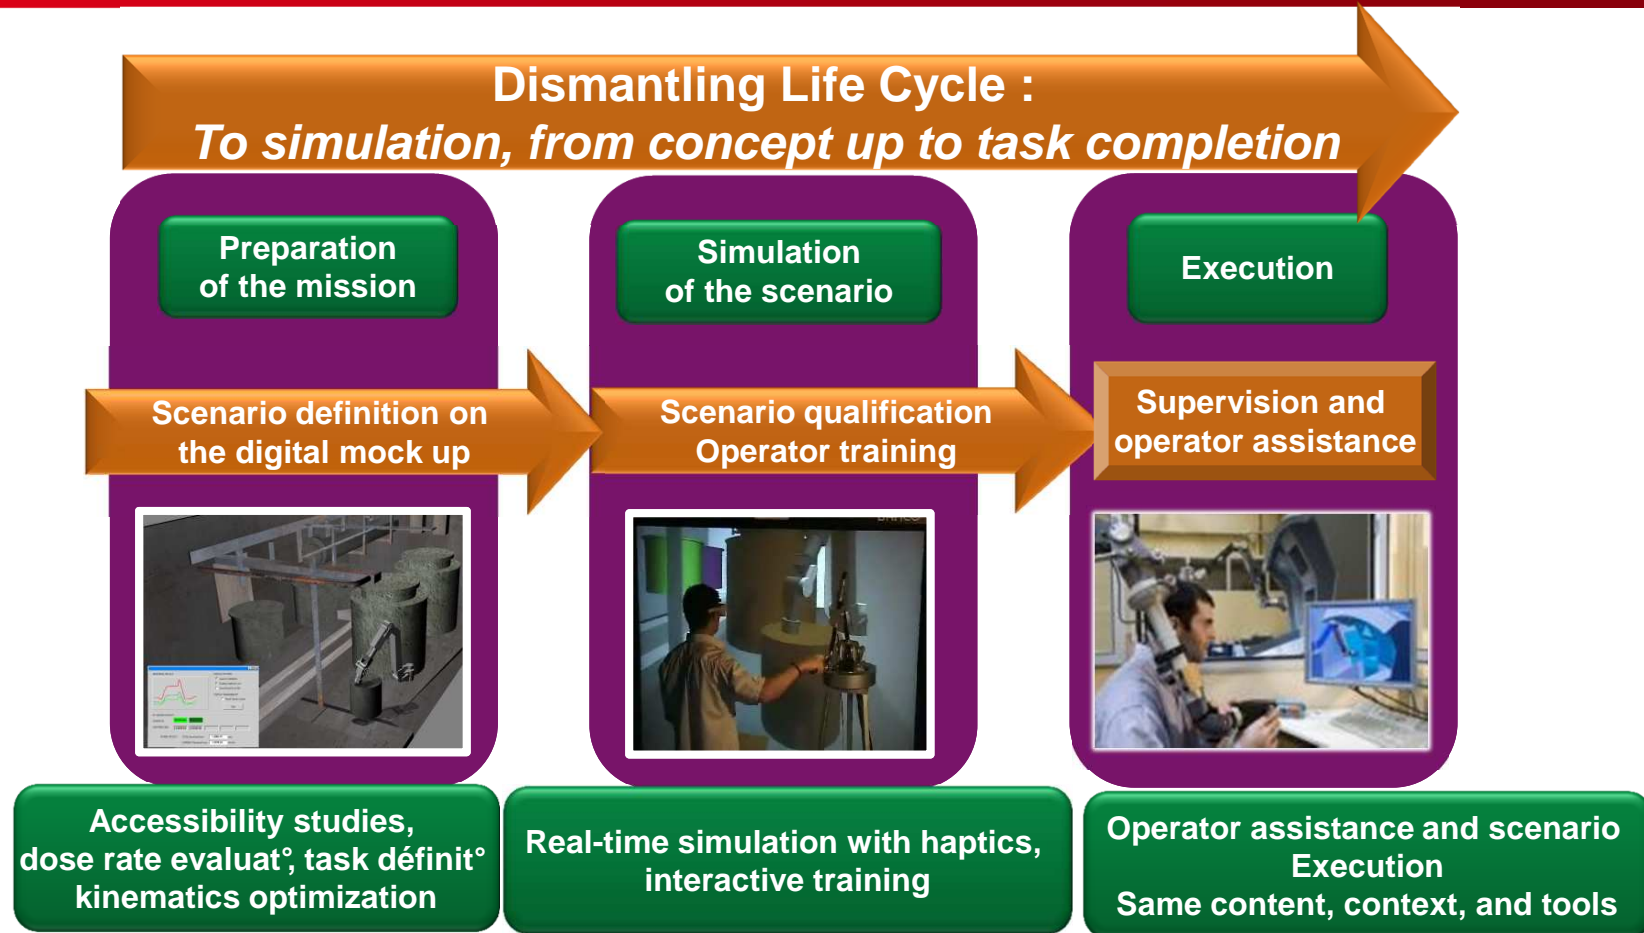 Dismantling Life Cycle :
To simulation, from concept up to task completion
Preparation
of the mission
Simulation
of the scenario
Execution
Scenario definition on
the digital mock up
Scenario qualification
Operator training
Supervision and
operator assistance
Accessibility studies,
dose rate evaluat°, task définit°
kinematics optimization
Real-time simulation with haptics,
interactive training
Operator assistance and scenario
Execution
Same content, context, and tools